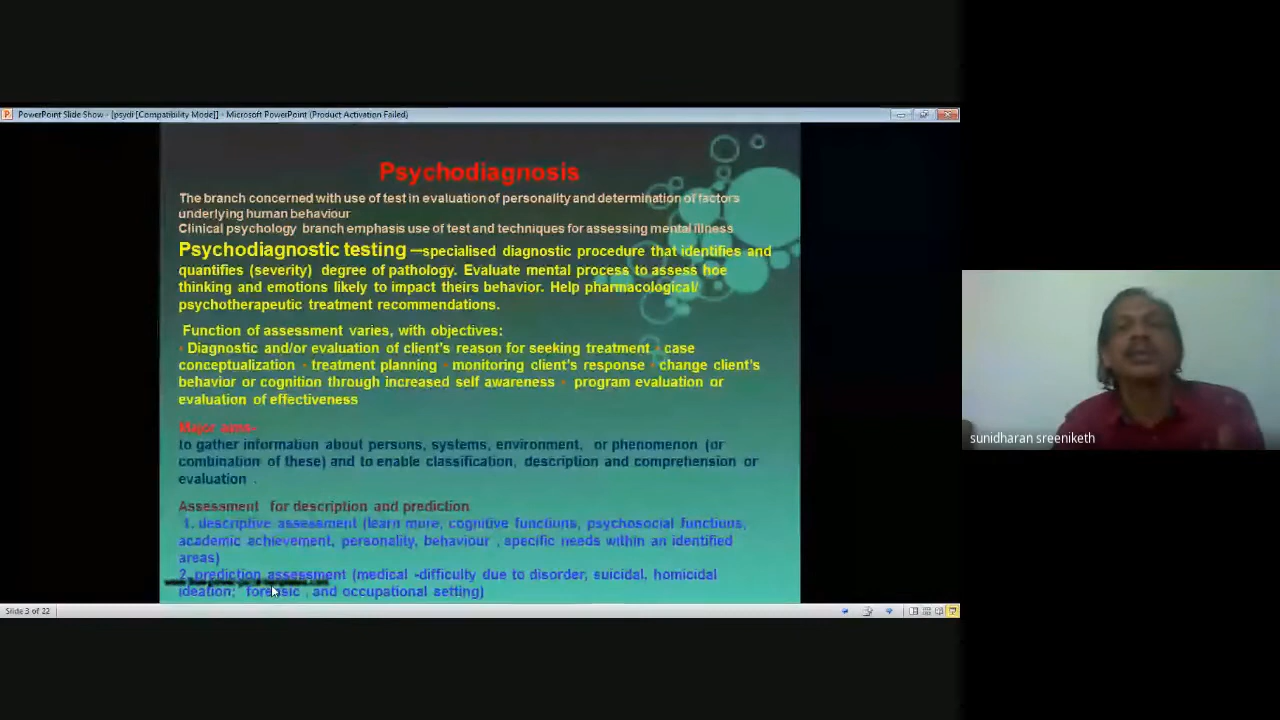 PowerPoint Slide Show - [psydi [Compatibility Mode]] - Microsoft PowerPoint (Product Activation Failed)
Psychodiagnosis
The branch concerned with use of test in evaluation of personality and determination of factors
underlying human behaviour
Clinical psychology branch emphasis use of test and techniques for assessing mental illness
Psychodiagnostic testing —specialised diagnostic procedure that identifies and
quantifies (severity) degree of pathology. Evaluate mental process to assess hoe
thinking and emotions likely to impact theirs behavior. Help pharmacological/
psychotherapeutic treatment recommendations.
Function of assessment varies, with objectives;
· Diagnostic and/or evaluation of client's reason for seeking treatment · case
conceptualization · treatment planning · monitoring client's response · change client's
behavior or cognition through increased self awareness · program evaluation or
evaluation of effectiveness
Major aims-
to gather information about persons, systems, environment, or phenomenon (or
combination of these) and to enable classification, description and comprehension or
evaluation .
Assessment for description and prediction
1. descriptive assessment (learn more, cognitive functions, psychosocial functions,
academic achievement, personality, behaviour , specific needs within an identified
areas)
2. prediction assessment (medical -difficulty due to disorder, suicidal, homicidal
ideation; forensic , and occupational setting)
Slide 3 of 22
sunidharan sreeniketh